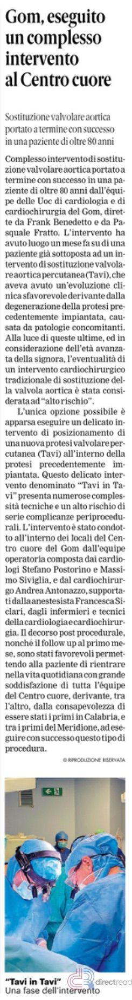 Gom, eseguito
un complesso
intervento
al Centro cuore
Sostituzione valvolare aortica
portato a termine con successo
in una paziente di oltre 80 anni
Complesso intervento di sostitu-
zione valvolare aortica portato a
termine con successo in una pa-
ziente di oltre 80 anni dall'équi-
pe delle Uoc di cardiologia e di
cardiochirurgia del Gom, diret-
te da Frank Benedetto e da Pa-
squale Fratto. L'intervento ha
avuto luogo un mese fa su di una
paziente già sottoposta ad un in-
tervento di sostituzione valvola-
re aortica percutanea (Tavi), che
aveva avuto un'evoluzione cli-
nica sfavorevole derivante dalla
degenerazione della protesi pre-
cedentemente impiantata, cau-
sata da patologie concomitanti.
Alla luce di queste ultime, ed in
considerazione dell'età avanza-
ta della signora, l'eventualità di
un intervento cardiochirurgico
tradizionale di sostituzione del-
la valvola aortica è stata consi-
derata ad "alto rischio".
L'unica opzione possibile è
apparsa eseguire un delicato in-
tervento di posizionamento di
una nuova protesi valvolare per-
cutanea (Tavi) all'interno della
protesi precedentemente im-
piantata. Questo delicato inter-
vento denominato "Tavi in Ta-
vi" presenta numerose comples-
sità tecniche e un alto rischio di
serie complicanze periprocedu-
rali. L'intervento è stato condot-
to all'interno dei locali del Cen-
tro cuore del Gom dall'equipe
operatoria composta dai cardio-
logi Stefano Postorino e Massi-
mo Siviglia, e dal cardiochirur-
go Andrea Antonazzo, supporta-
ti dalla anestesista Francesca Si-
clari, dagli infermieri e tecnici
della cardiologia e cardiochirur-
gia. Il decorso post procedurale,
nonché il follow up al primo me-
se, sono stati favorevoli permet-
tendo alla paziente di rientrare
nella vita quotidiana con grande
soddisfazione di tutta l'équipe
del Centro cuore, derivante, tra
l'altro, dalla consapevolezza di
essere stati i primi in Calabria, e
tra i primi del Meridione, ad ese-
guire con successo questo tipo di
procedura.
© RIPRODUZIONE RISERVATA
"Tavi in Tavi"
Una fase dell'intervento
directread